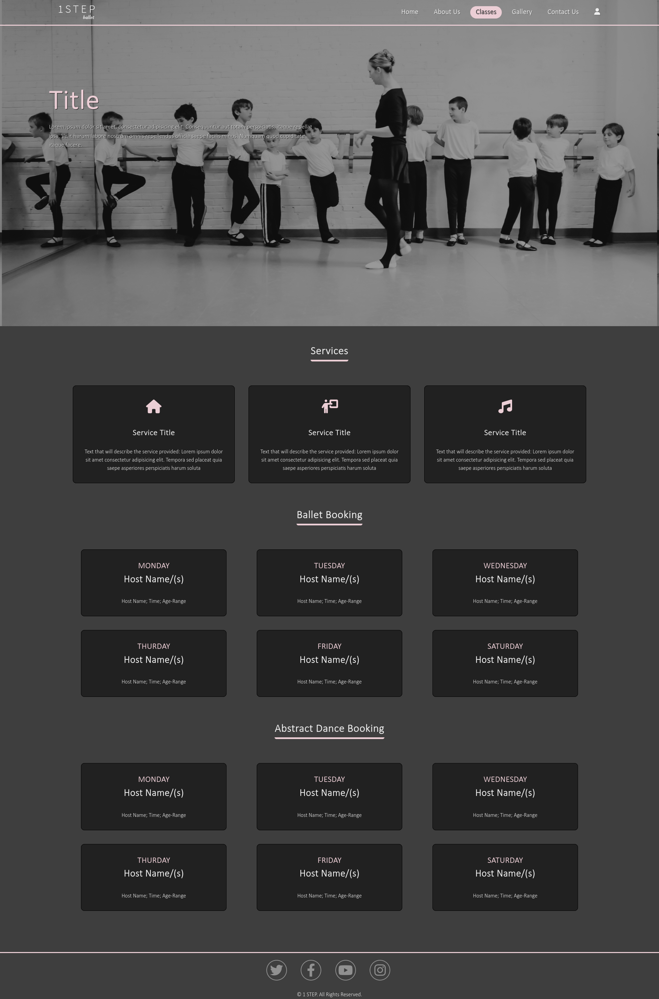 1STEP
ballet
Home About Us Classes Gallery Contact Us
Title
Lorem ipsum dolor sit amet, consectetur adipisicing elit. Consequuntur aut totam perspiciatis, itaque repellat
ipsa. Velit harum labore nostrum omnis repellendus officia saepe facilis minus. Numquam quod cupiditate
itaque facere.
Services
Service Title
Text that will describe the service provided: Lorem ipsum dolor
sit amet consectetur adipisicing elit. Tempora sed placeat quia
saepe asperiores perspiciatis harum soluta
Service Title
Text that will describe the service provided: Lorem ipsum dolor
sit amet consectetur adipisicing elit. Tempora sed placeat quia
saepe asperiores perspiciatis harum soluta
Service Title
Text that will describe the service provided: Lorem ipsum dolor
sit amet consectetur adipisicing elit. Tempora sed placeat quia
saepe asperiores perspiciatis harum soluta
Ballet Booking
MONDAY
Host Name/(s)
Host Name; Time; Age-Range
TUESDAY
Host Name/(s)
Host Name; Time; Age-Range
WEDNESDAY
Host Name/(s)
Host Name; Time; Age-Range
THURDAY
Host Name/(s)
Host Name; Time; Age-Range
FRIDAY
Host Name/(s)
Host Name; Time; Age-Range
SATURDAY
Host Name/(s)
Host Name; Time; Age-Range
Abstract Dance Booking
MONDAY
Host Name/(s)
Host Name; Time; Age-Range
TUESDAY
Host Name/(s)
Host Name; Time; Age-Range
WEDNESDAY
Host Name/(s)
Host Name; Time; Age-Range
THURDAY
Host Name/(s)
Host Name; Time; Age-Range
FRIDAY
Host Name/(s)
Host Name; Time; Age-Range
SATURDAY
Host Name/(s)
Host Name; Time; Age-Range
© 1 STEP. All Rights Reserved.